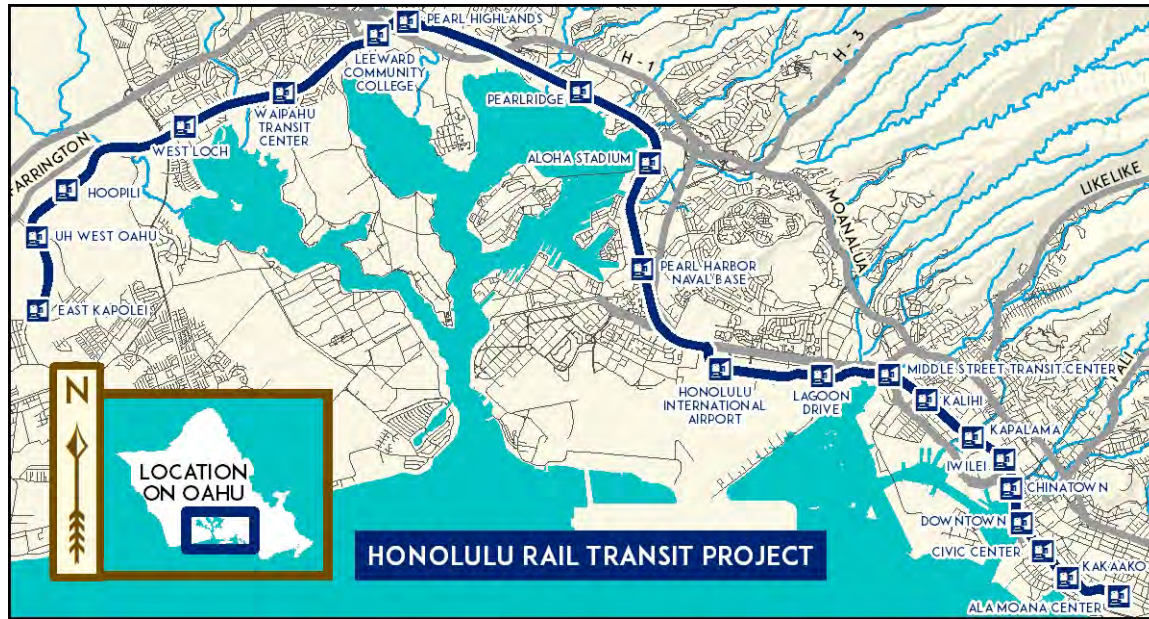 PEARL HIGHLANDS
LEEWARD
COMMUNITY
COLLEGE
H-1
H-3
PEARLRIDGE
WAIPAHU
TRANSIT
CENTER
WEST LOCH
FARRINGTON
ALOHA STADIUM
LIKELIKE
HOOPILI
MOANALUA
UH WEST OAHU
PEARL HARBOR
NAVAL BASE
EAST KAPOLEI
PALI
MIDDLE STREET TRANSIT CENTER
HONOLULU
INTERNATIONAL
AIRPORT
LAGOON
DRIVE
KALIHI
KAPALAMA
IWILEI
CHINATOWN
DOWNTOWN
CIVIC CENTER
KAKAAKO
ALA MOANA CENTER
N
LOCATION
ON OAHU
HONOLULU RAIL TRANSIT PROJECT